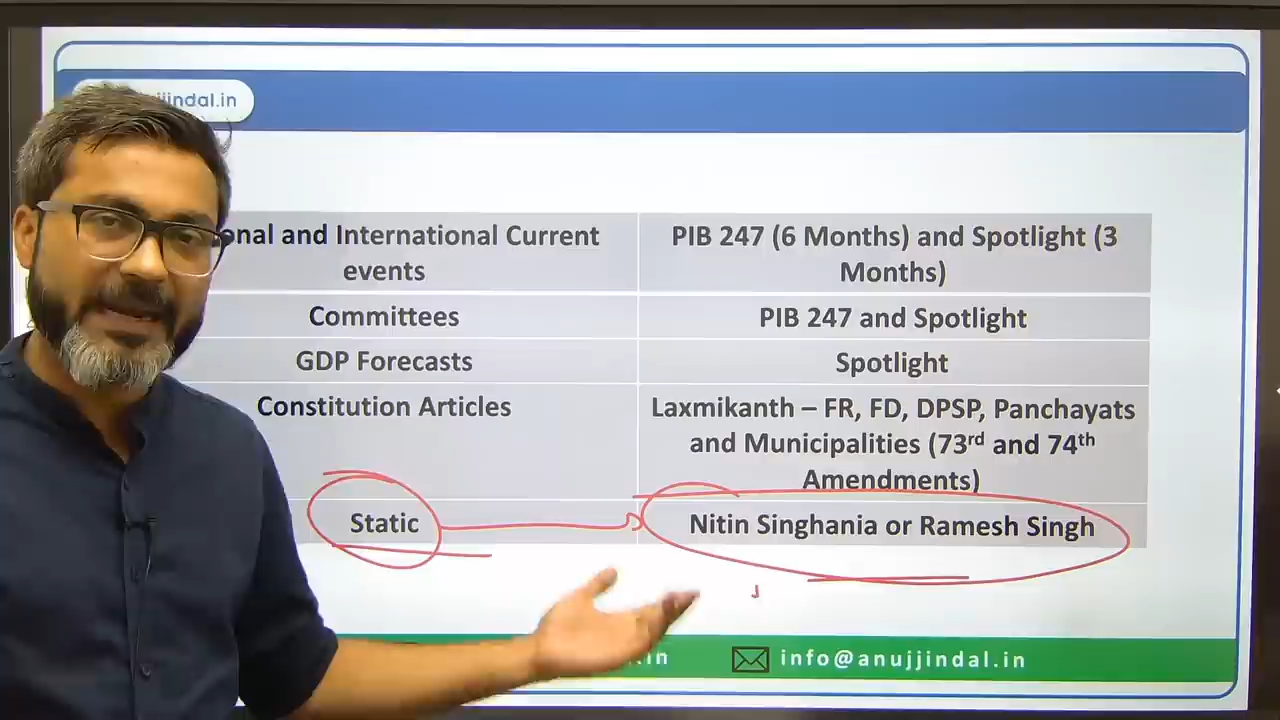 jindal.in
onal and International Current
events
PIB 247 (6 Months) and Spotlight (3
Months)
Committees
PIB 247 and Spotlight
GDP Forecasts
Spotlight
Constitution Articles
Laxmikanth – FR, FD, DPSP, Panchayats
and Municipalities (73rd and 74th
Amendments)
Static
Nitin Singhania or Ramesh Singh
in
info@anujjindal.in